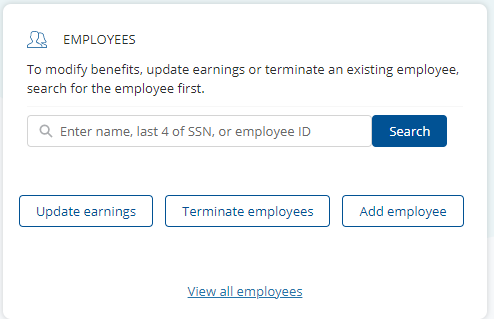 EMPLOYEES
To modify benefits, update earnings or terminate an existing employee,
search for the employee first.
Enter name, last 4 of SSN, or employee ID
Search
Update earnings
Terminate employees
Add employee
View all employees